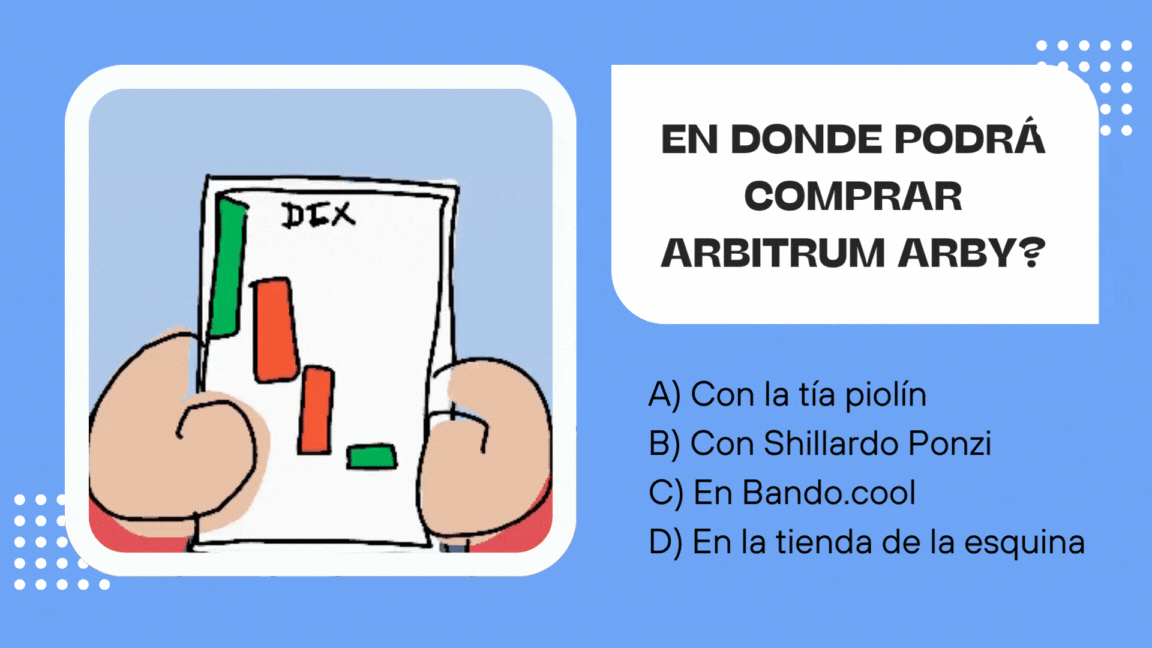 DEX
EN DONDE PODRÁ
COMPRAR
ARBITRUM ARBY?
A) Con la tía piolín
B) Con Shillardo Ponzi
C) En Bando.cool
D) En la tienda de la esquina